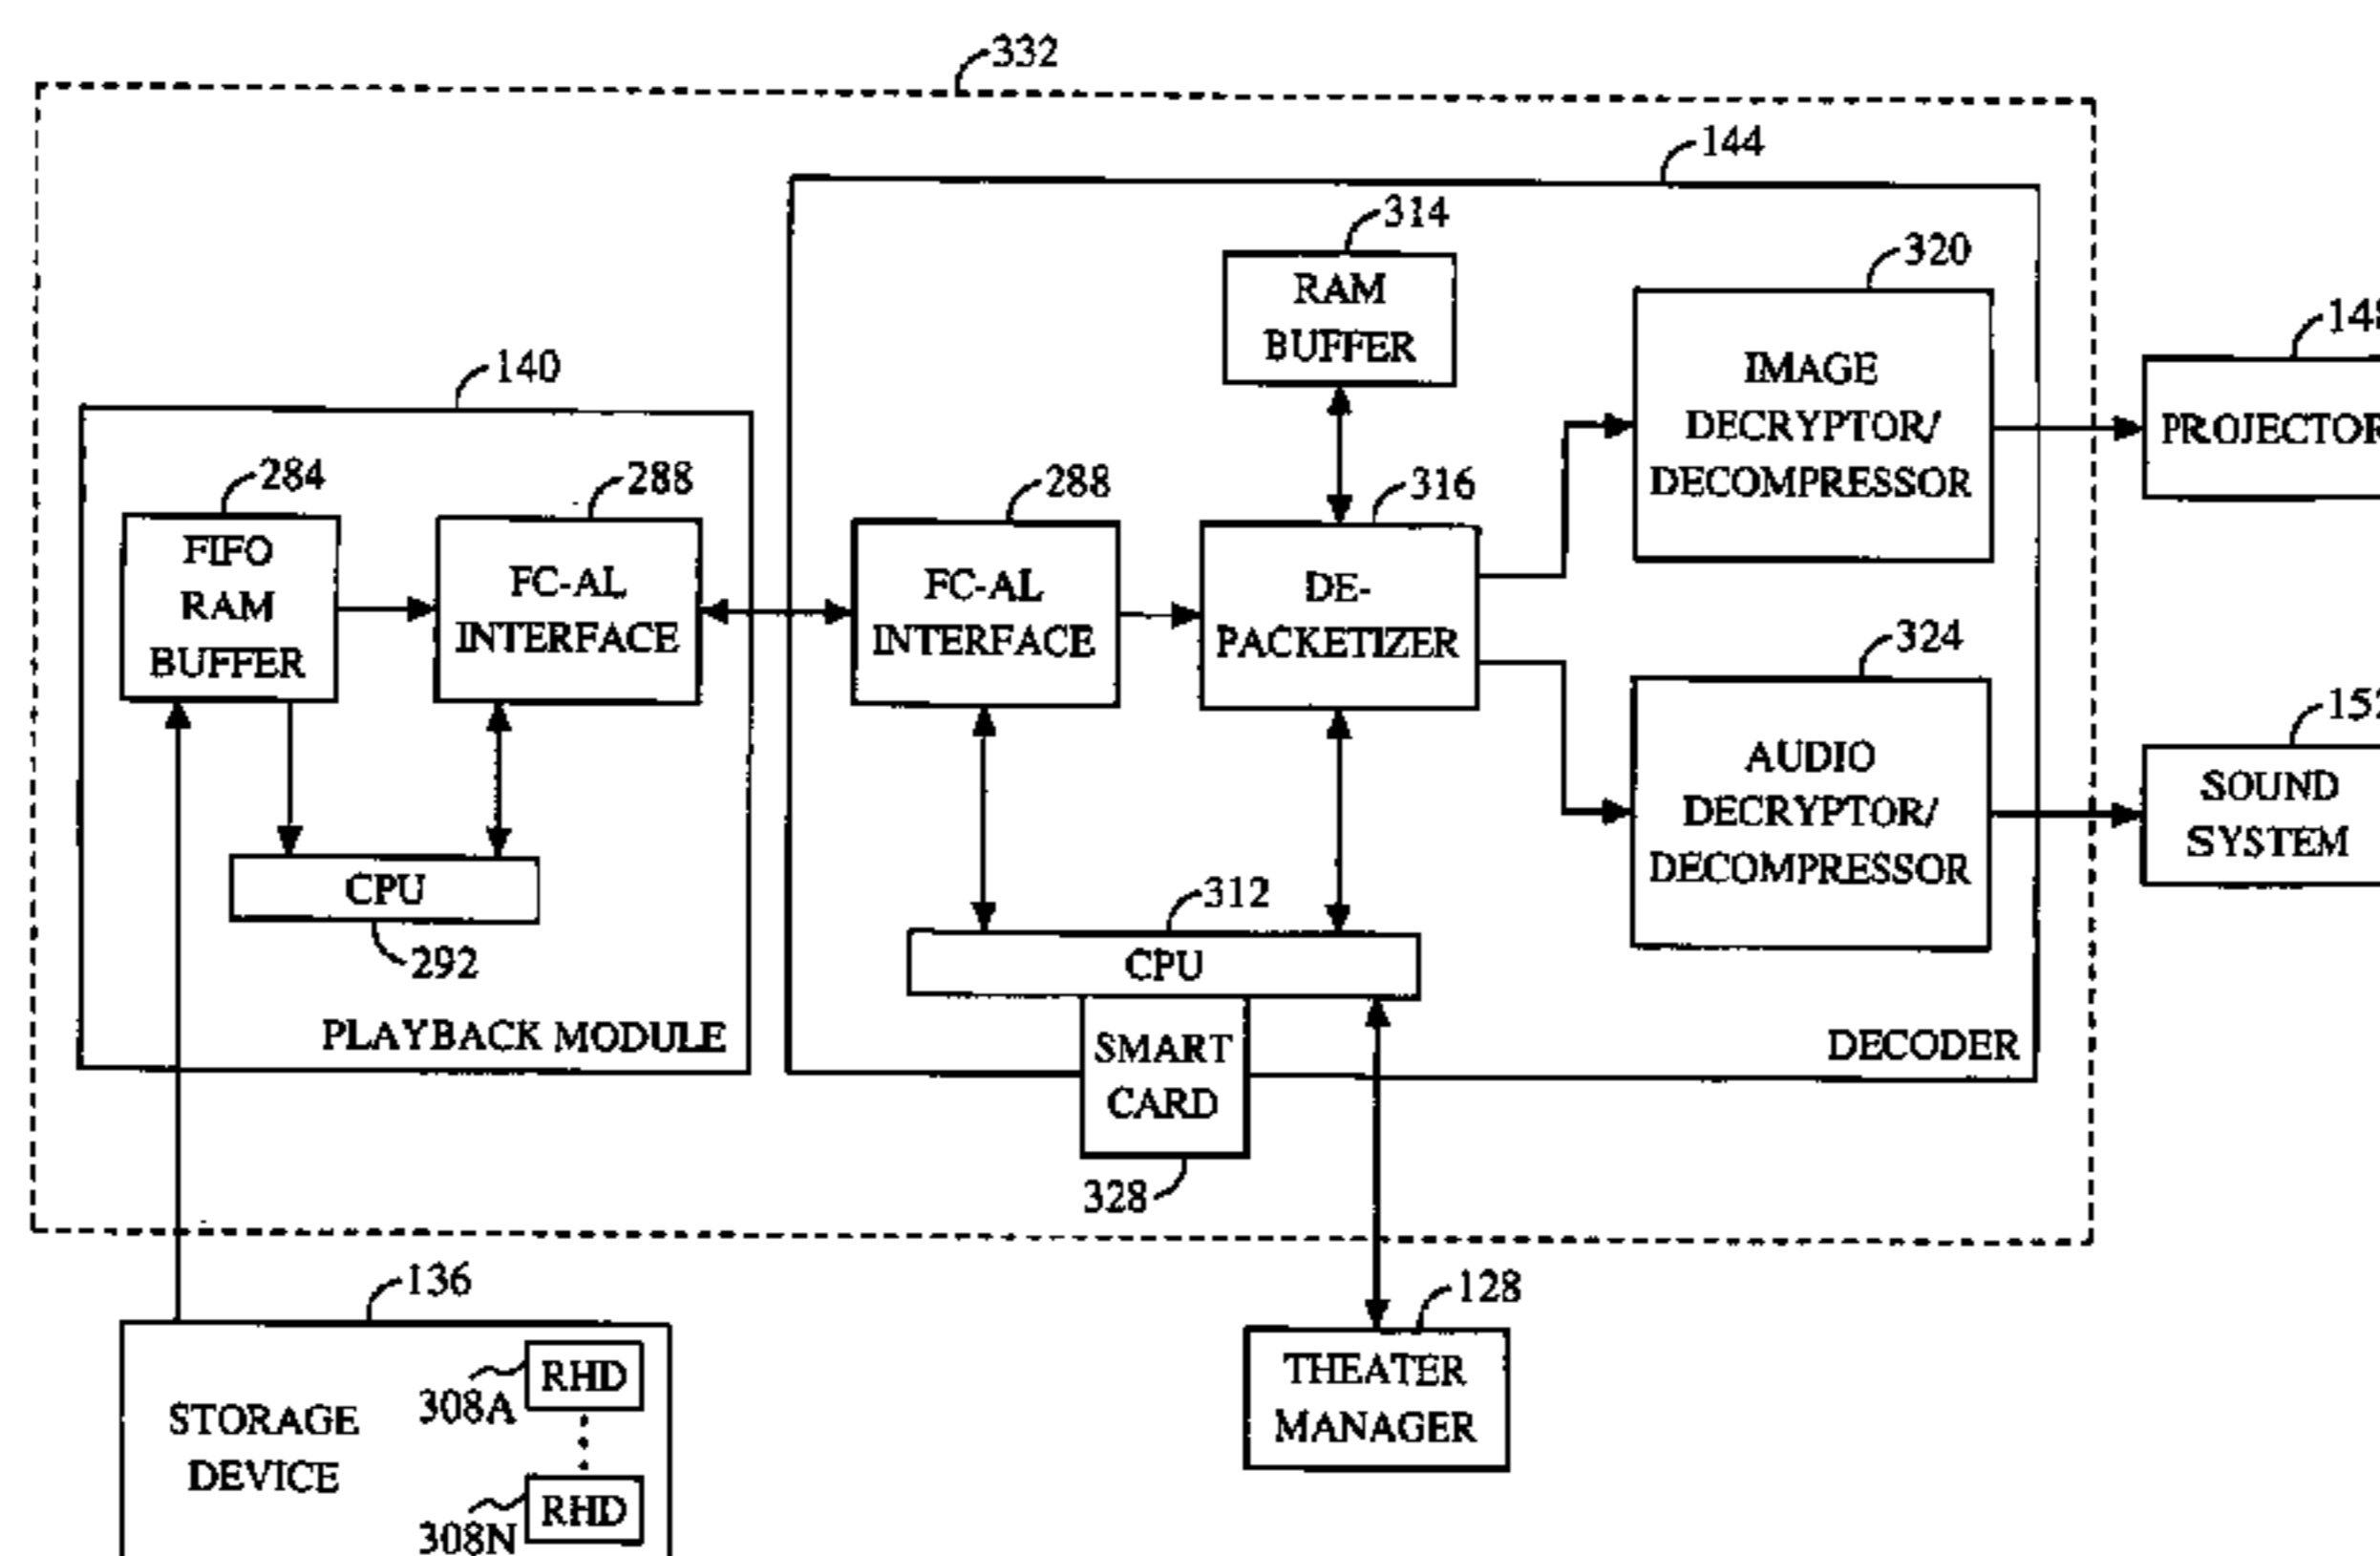 332
144
314
RAM
BUFFER
320
IMAGE
DECRYPTOR/
DECOMPRESSOR
PROJECTOR
140
284
FIFO
RAM
BUFFER
288
FC-AL
INTERFACE
288
FC-AL
INTERFACE
316
DE-
PACKETIZER
324
AUDIO
DECRYPTOR/
DECOMPRESSOR
SOUND
SYSTEM
CPU
292
PLAYBACK MODULE
312
CPU
SMART
CARD
328
DECODER
136
STORAGE
DEVICE
308A
RHD
308N
RHD
128
THEATER
MANAGER